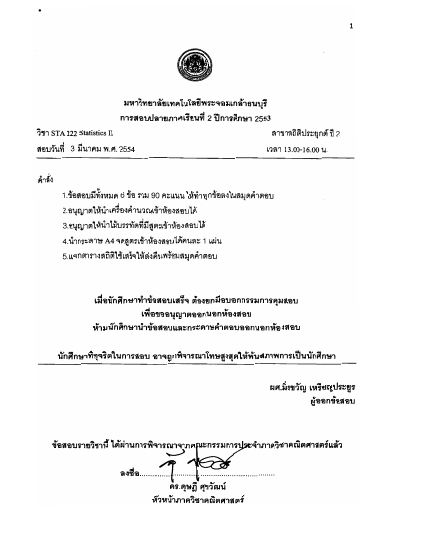 1
มหาวิทยาลัยเทคโนโลยีพระจอมเกล้าธนบุรี
การสอบปลายภาคเรียนที่ 2 ปีการศึกษา 2553
วิชา STA 122 Statistics II สาขาสถิติประยุกต์ ปี 2
สอบวันที่ 3 มีนาคม พ.ศ. 2554 เวลา 13.00-16.00 น.
คำสั่ง
1.ข้อสอบมีทั้งหมด 6 ข้อ รวม 90 คะแนน ให้ทำทุกข้อลงในสมุดคำตอบ
2.อนุญาตให้นำเครื่องคำนวณเข้าห้องสอบได้
3.อนุญาตให้นำไม้บรรทัดที่มีสูตรเข้าห้องสอบได้
4.นำกระดาษ A4 จดสูตรเข้าห้องสอบได้คนละ 1 แผ่น
5.แจกตารางสถิติใช้เสร็จให้ส่งคืนพร้อมสมุดคำตอบ
เมื่อนักศึกษาทำข้อสอบเสร็จ ต้องยกมือบอกกรรมการคุมสอบ
เพื่อขออนุญาตออกนอกห้องสอบ
ห้ามนักศึกษานำข้อสอบและกระดาษคำตอบออกนอกห้องสอบ
นักศึกษาที่ทุจริตในการสอบ อาจถูกพิจารณาโทษสูงสุดให้พ้นสภาพการเป็นนักศึกษา
ผศ.มิ่งขวัญ เหรียญประยูร
ผู้ออกข้อสอบ
ข้อสอบรายวิชานี้ ได้ผ่านการพิจารณาจากคณะกรรมการประจำภาควิชาคณิตศาสตร์แล้ว
ลงชื่อ
ดร.ดุษฎี ศุขวัฒน์
หัวหน้าภาควิชาคณิตศาสตร์